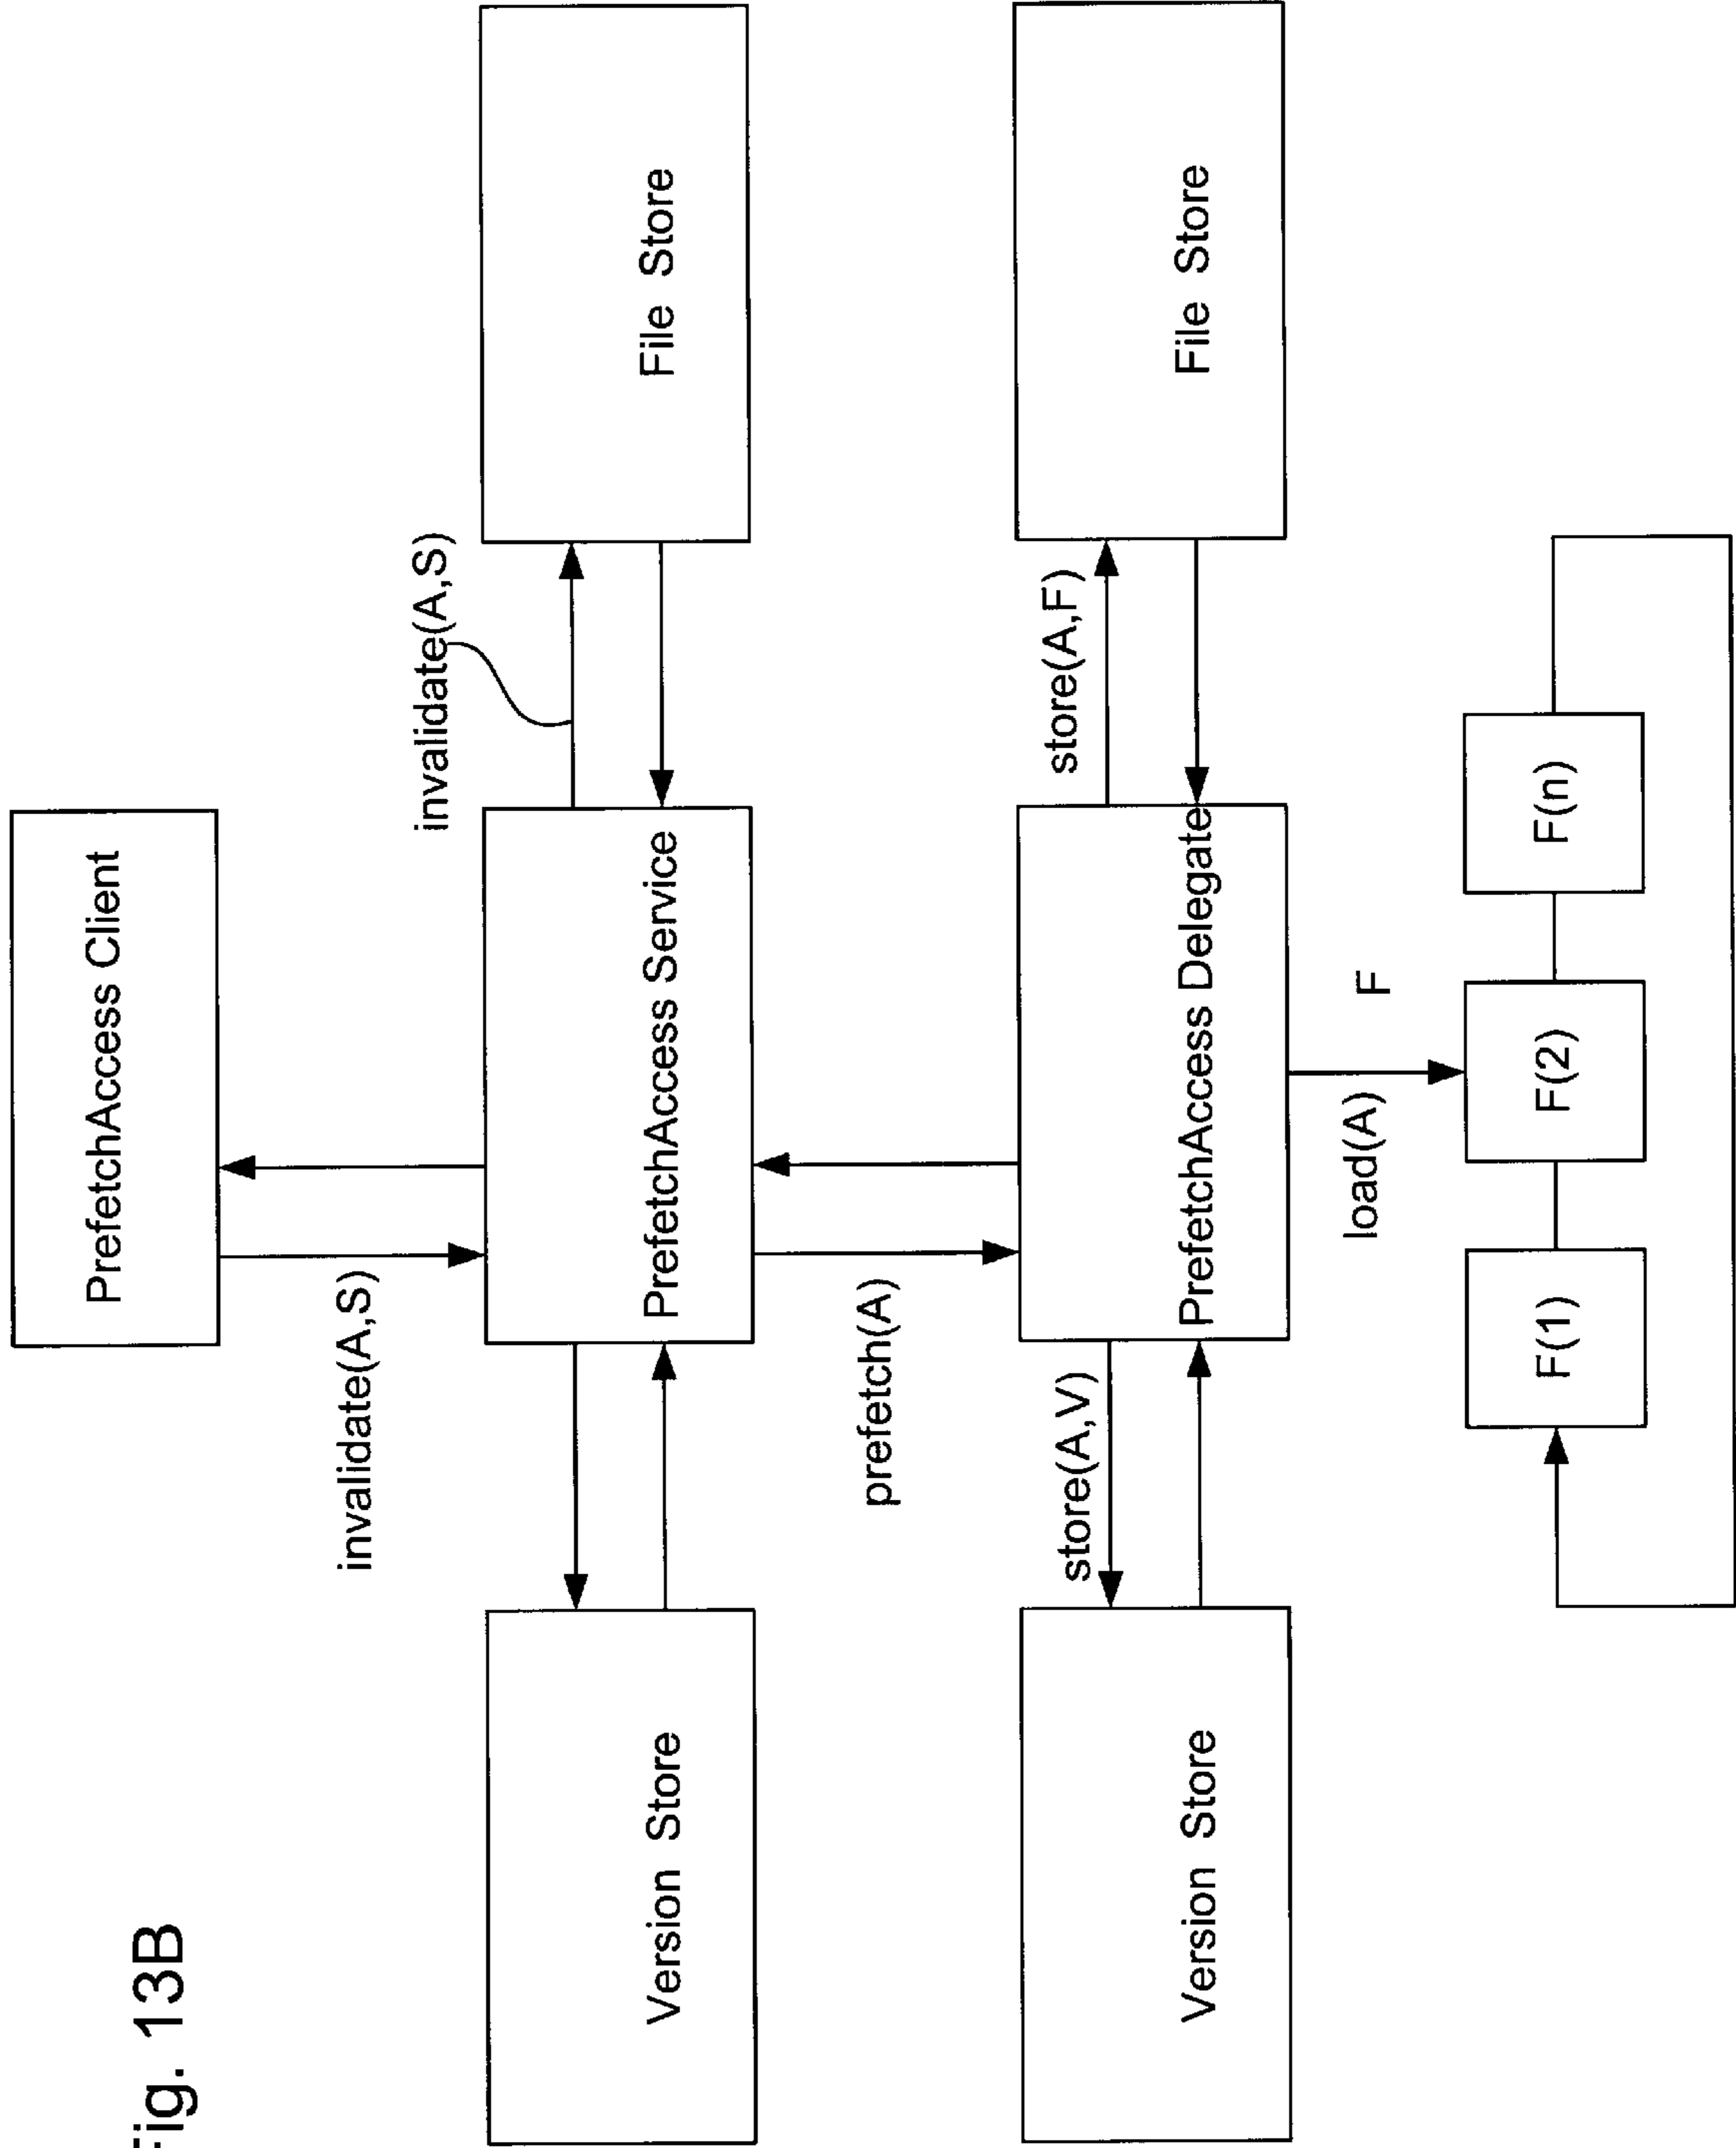 Fig. 13B
PrefetchAccess Client
invalidate(A,S)
invalidate(A,S)
Version Store
PrefetchAccess Service
File Store
prefetch(A)
store(A,V)
store(A,F)
Version Store
PrefetchAccess Delegate
File Store
load(A)
F
F(1)
F(2)
F(n)